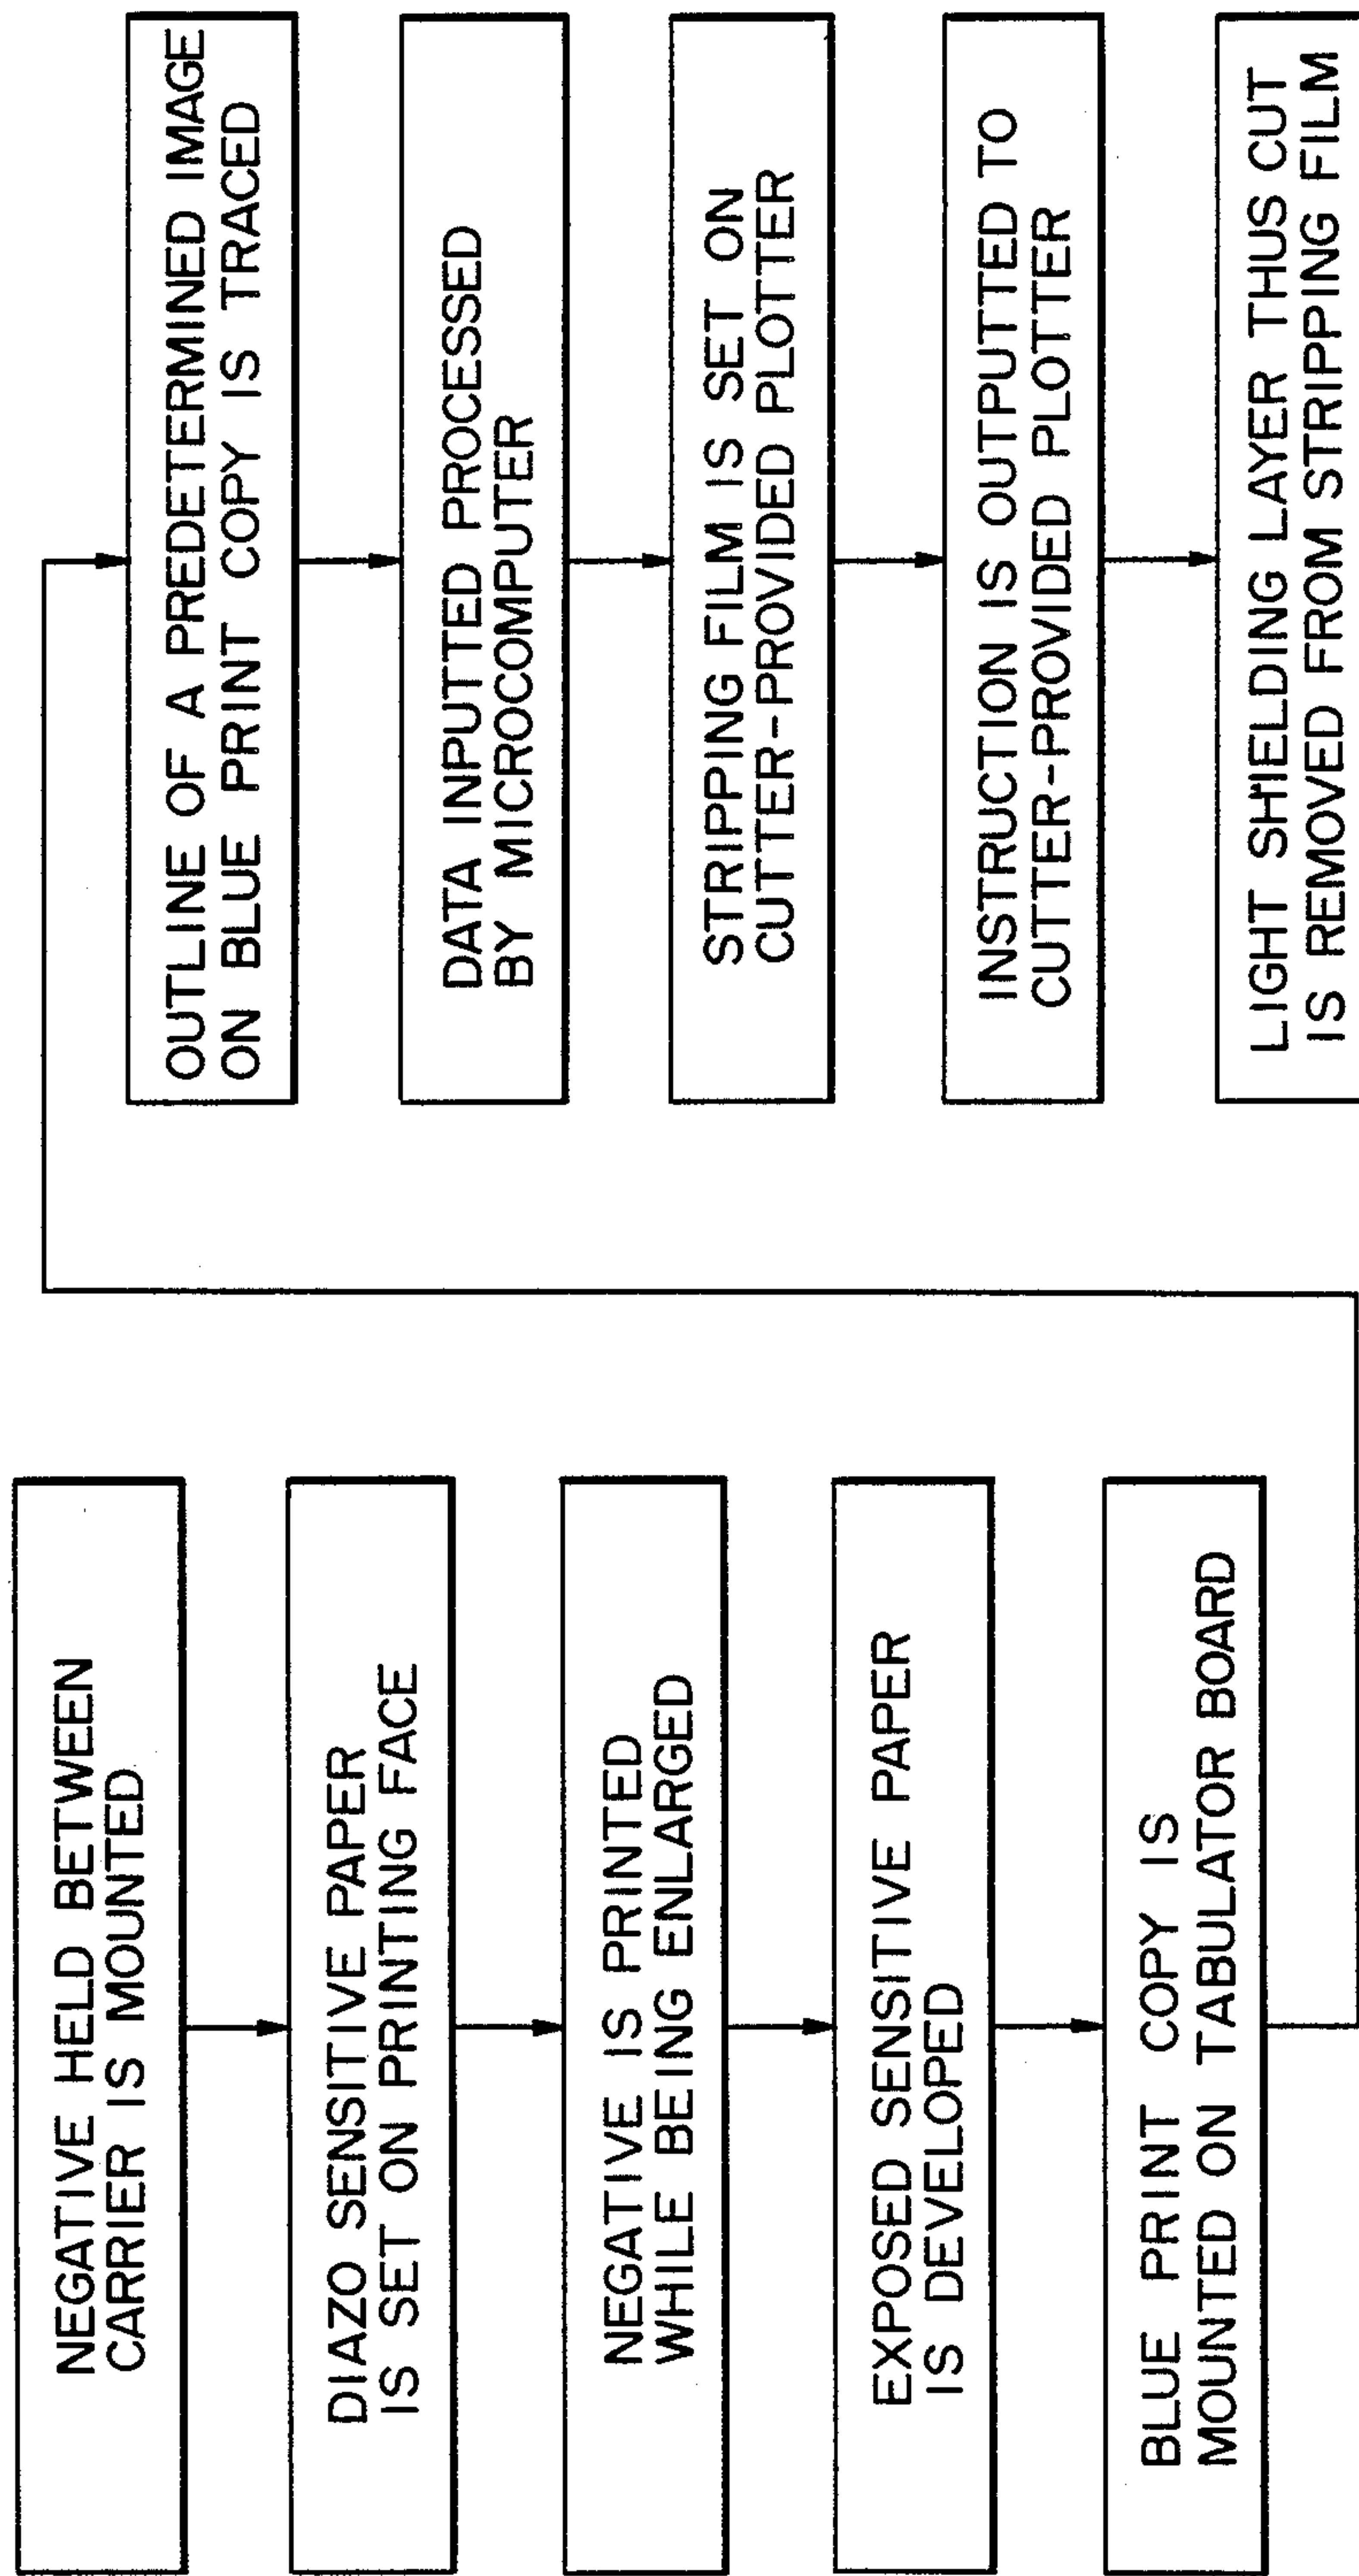 NEGATIVE HELD BETWEEN
CARRIER IS MOUNTED
DIAZO SENSITIVE PAPER
IS SET ON PRINTING FACE
NEGATIVE IS PRINTED
WHILE BEING ENLARGED
EXPOSED SENSITIVE PAPER
IS DEVELOPED
BLUE PRINT COPY IS
MOUNTED ON TABULATOR BOARD
OUTLINE OF A PREDETERMINED IMAGE
ON BLUE PRINT COPY IS TRACED
DATA INPUTTED PROCESSED
BY MICROCOMPUTER
STRIPPING FILM IS SET ON
CUTTER-PROVIDED PLOTTER
INSTRUCTION IS OUTPUTTED TO
CUTTER-PROVIDED PLOTTER
LIGHT SHIELDING LAYER THUS CUT
IS REMOVED FROM STRIPPING FILM